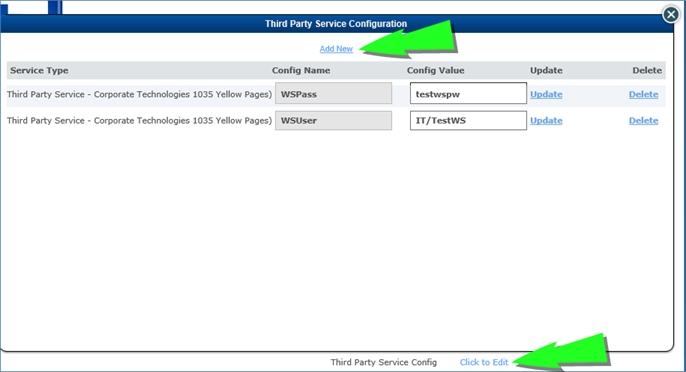 Third Party Service Configuration
Add New
Service Type Config Name Config Value Update Delete
Third Party Service - Corporate Technologies 1035 Yellow Pages) WSPass testwspw Update Delete
Third Party Service - Corporate Technologies 1035 Yellow Pages) WSUser IT/TestWS Update Delete
Third Party Service Config Click to Edit